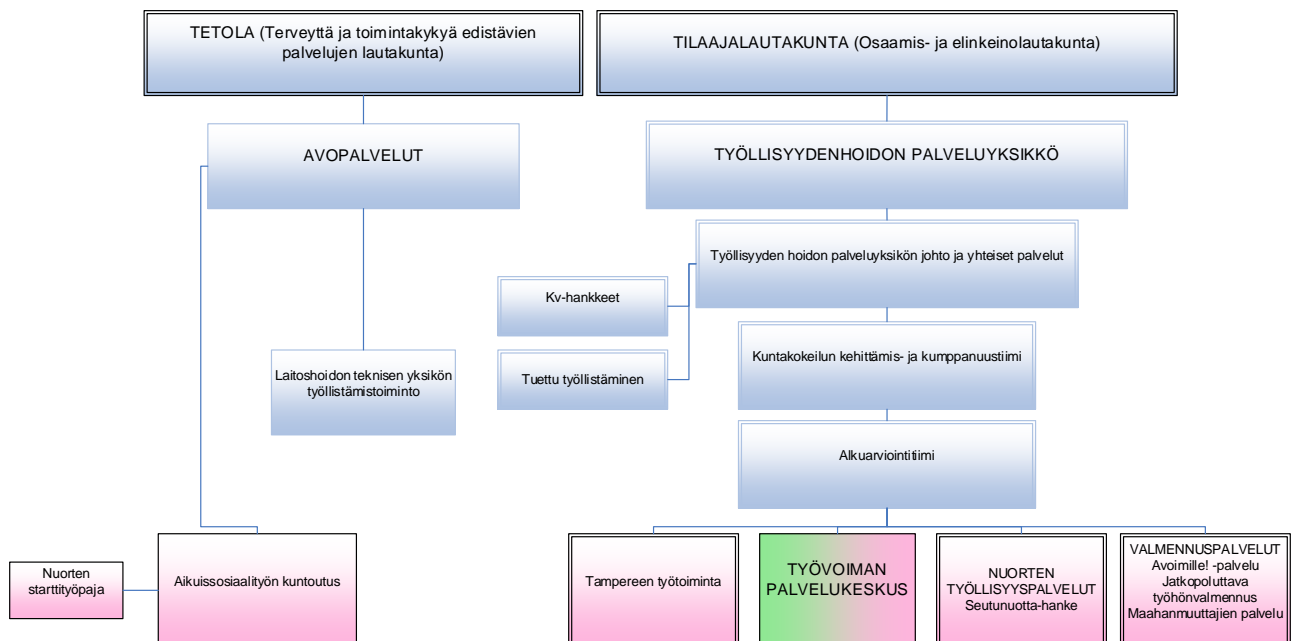 TETOLA (Terveyttä ja toimintakykyä edistävien
palvelujen lautakunta)
TILAAJALAUTAKUNTA (Osaamis- ja elinkeinolautakunta)
AVOPALVELUT
TYÖLLISYYDENHOIDON PALVELUYKSIKKÖ
Työllisyyden hoidon palveluyksikön johto ja yhteiset palvelut
Kv-hankkeet
Tuettu työllistäminen
Kuntakokeilun kehittämis- ja kumppanuustiimi
Laitoshoidon teknisen yksikön
työllistämistoiminto
Alkuarviointitiimi
Nuorten
starttityöpaja
Aikuissosiaalityön kuntoutus
Tampereen työtoiminta
TYÖVOIMAN
PALVELUKESKUS
NUORTEN
TYÖLLISYYSPALVELUT
Seutunuotta-hanke
VALMENNUSPALVELUT
Avoimille! -palvelu
Jatkopoluttava
työhönvalmennus
Maahanmuuttajien palvelu